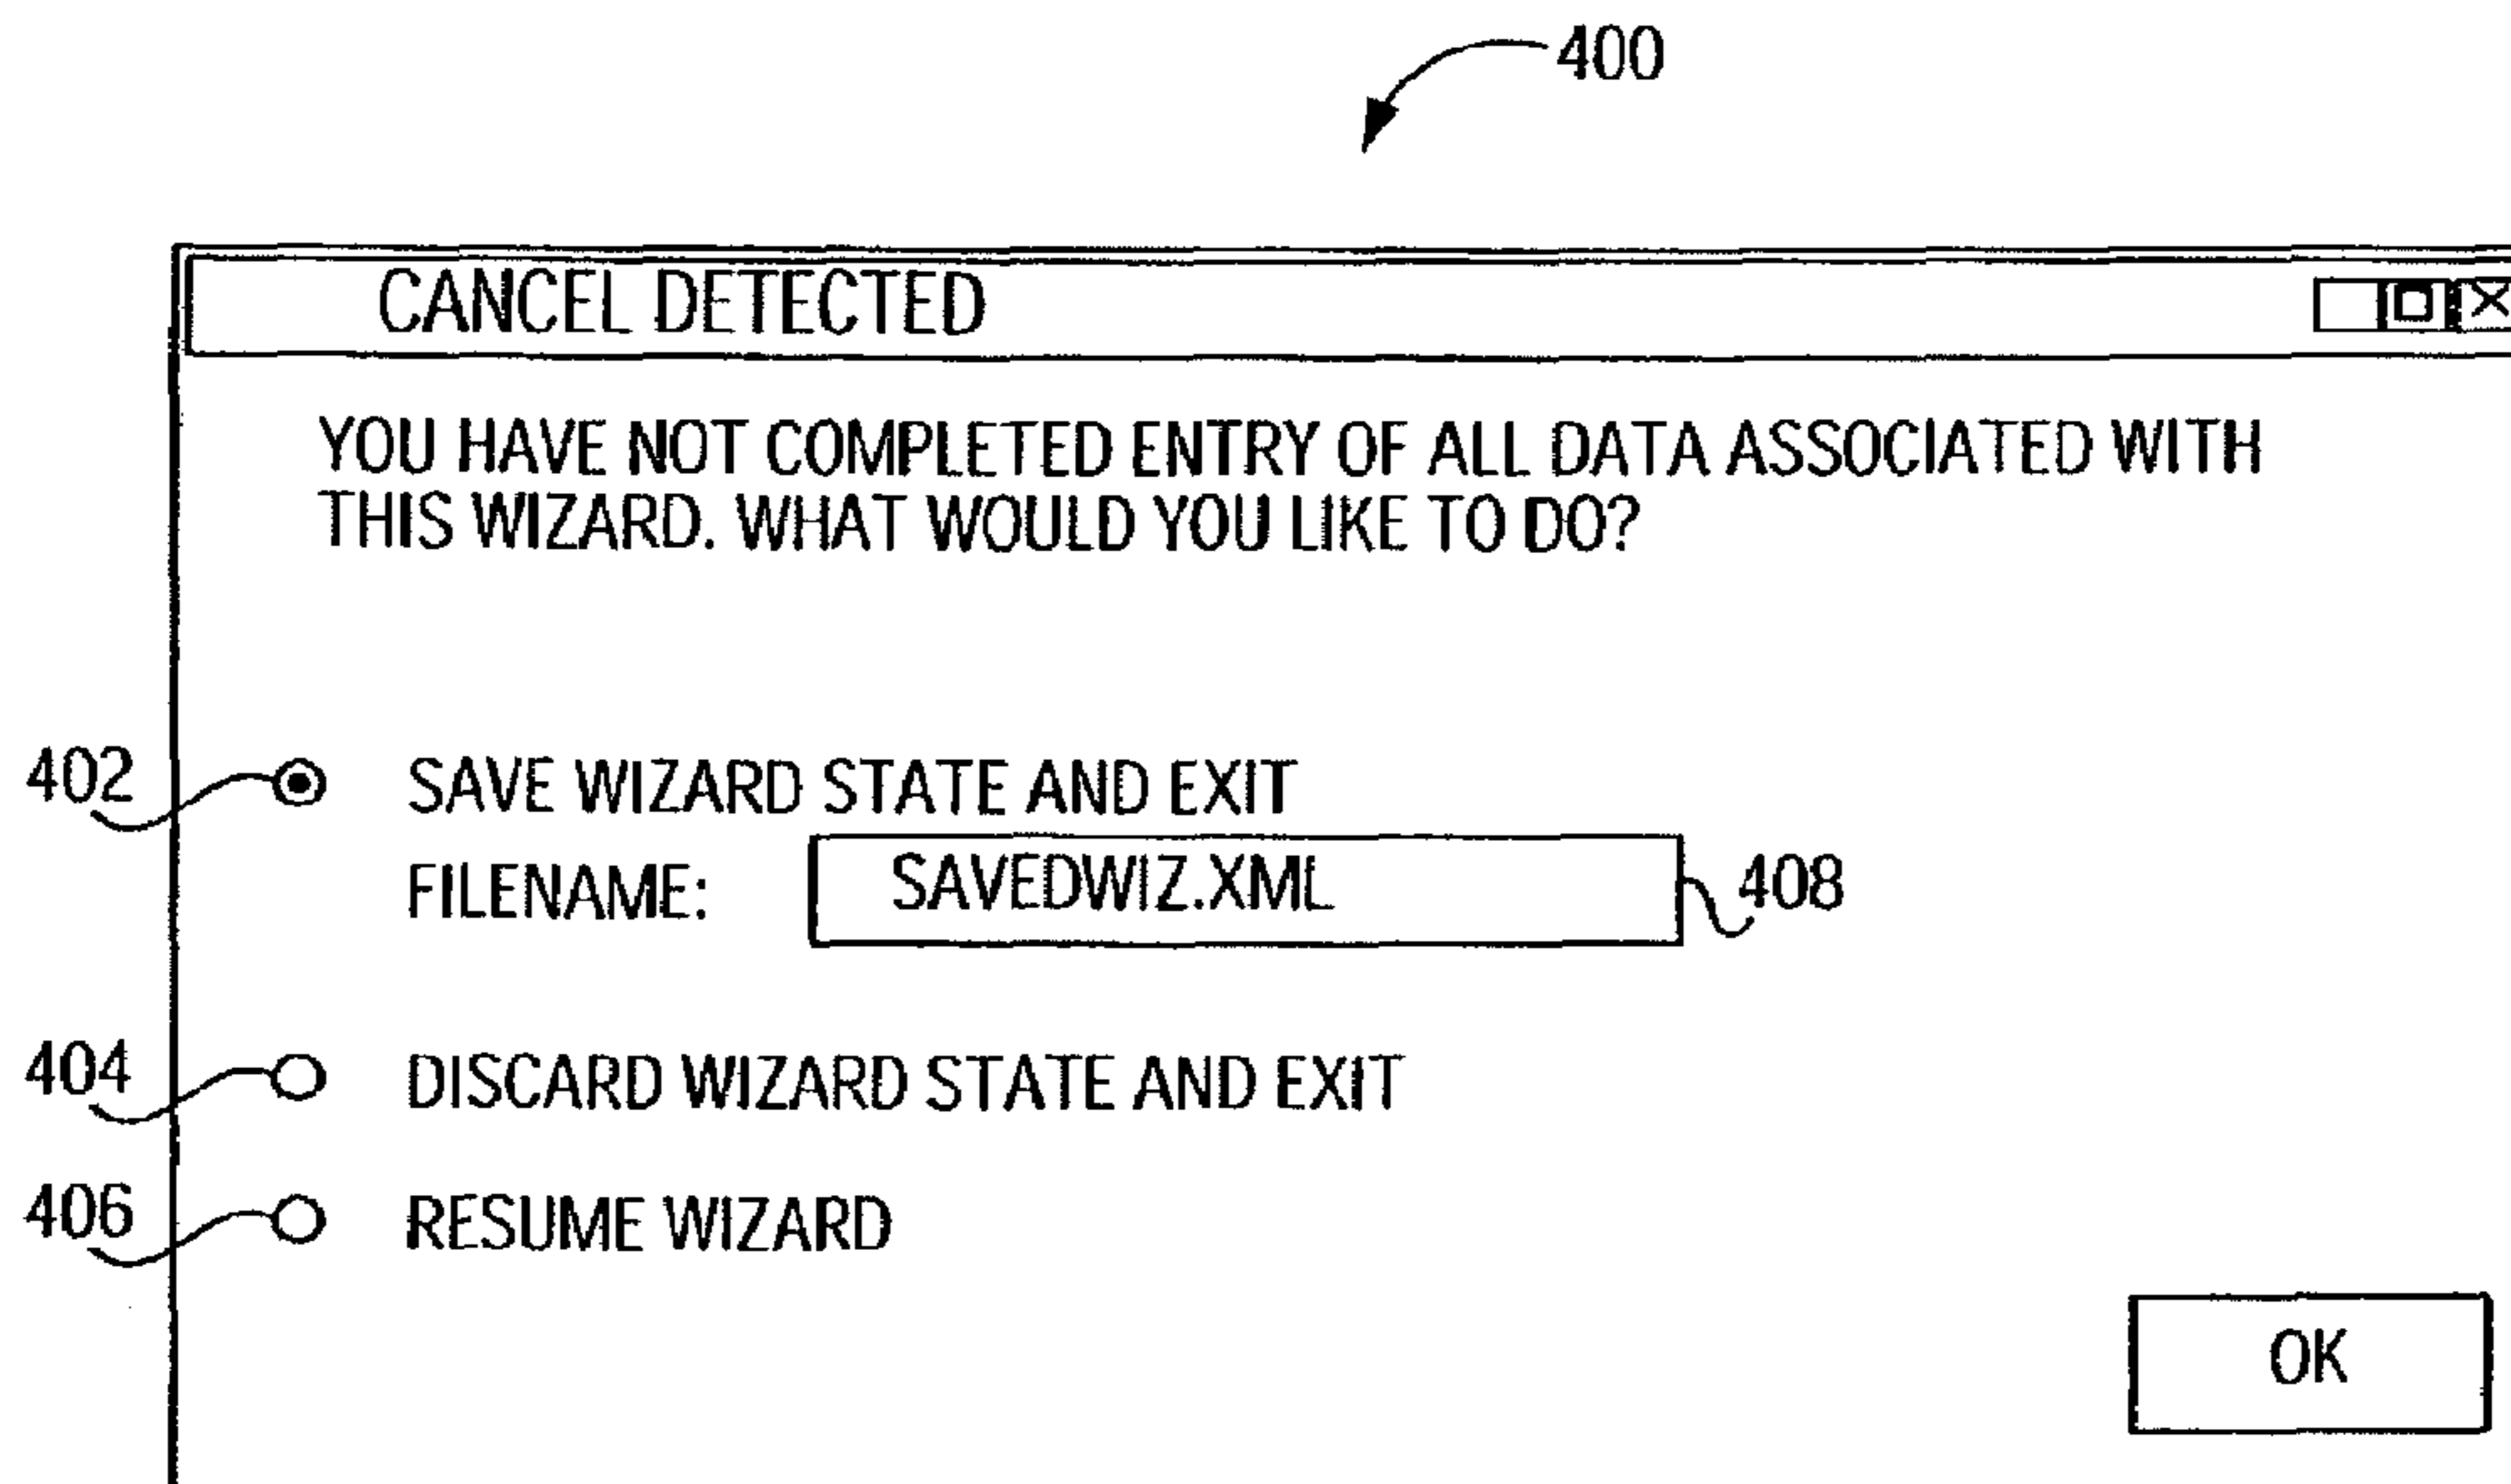 400
CANCEL DETECTED
YOU HAVE NOT COMPLETED ENTRY OF ALL DATA ASSOCIATED WITH
THIS WIZARD. WHAT WOULD YOU LIKE TO DO?
402 SAVE WIZARD STATE AND EXIT
FILENAME: SAVEDWIZ.XML 408
404 DISCARD WIZARD STATE AND EXIT
406 RESUME WIZARD
OK